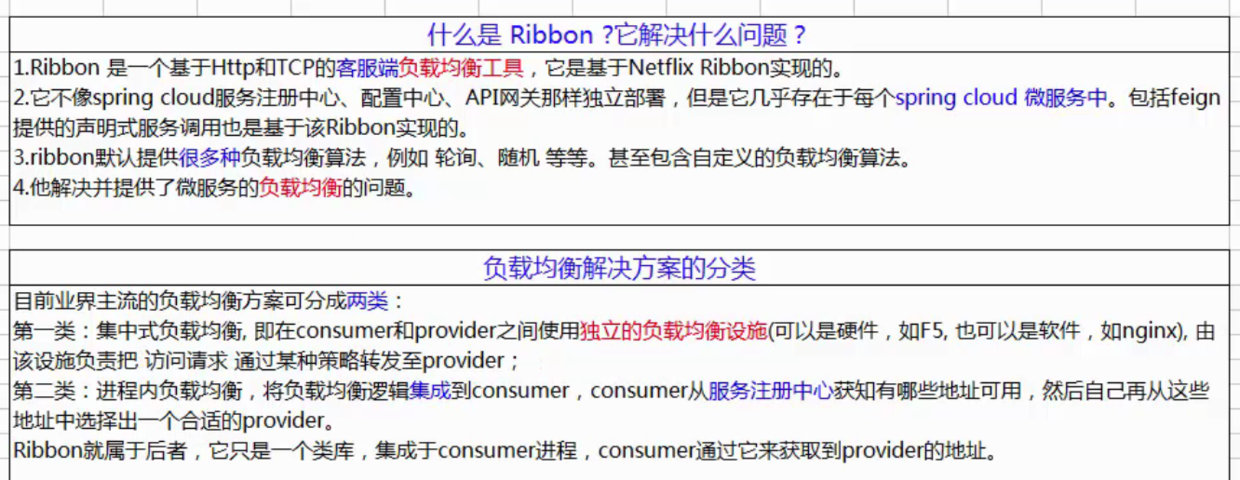 什么是 Ribbon ?它解决什么问题？
1.Ribbon 是一个基于Http和TCP的客服端负载均衡工具，它是基于Netflix Ribbon实现的。
2.它不像spring cloud服务注册中心、配置中心、API网关那样独立部署，但是它几乎存在于每个spring cloud 微服务中。包括feign
提供的声明式服务调用也是基于该Ribbon实现的。
3.ribbon默认提供很多种负载均衡算法，例如 轮询、随机 等等。甚至包含自定义的负载均衡算法。
4.他解决并提供了微服务的负载均衡的问题。
负载均衡解决方案的分类
目前业界主流的负载均衡方案可分成两类：
第一类：集中式负载均衡, 即在consumer和provider之间使用独立的负载均衡设施(可以是硬件，如F5, 也可以是软件，如nginx), 由
该设施负责把 访问请求 通过某种策略转发至provider；
第二类：进程内负载均衡，将负载均衡逻辑集成到consumer，consumer从服务注册中心获知有哪些地址可用，然后自己再从这些
地址中选择出一个合适的provider。
Ribbon就属于后者，它只是一个类库，集成于consumer进程，consumer通过它来获取到provider的地址。